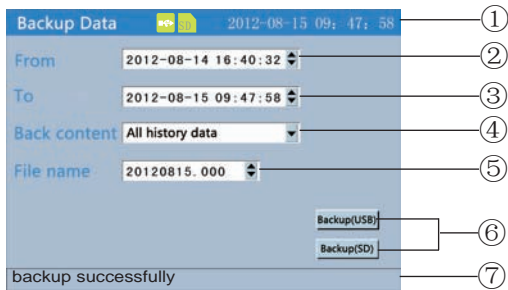 Backup Data SD 2012-08-15 09: 47: 58 ①
From 2012-08-14 16:40:32 ②
To 2012-08-15 09:47:58 ③
Back content All history data ④
File name 20120815.000 ⑤
Backup(USB)
⑥
Backup(SD)
backup successfully ⑦